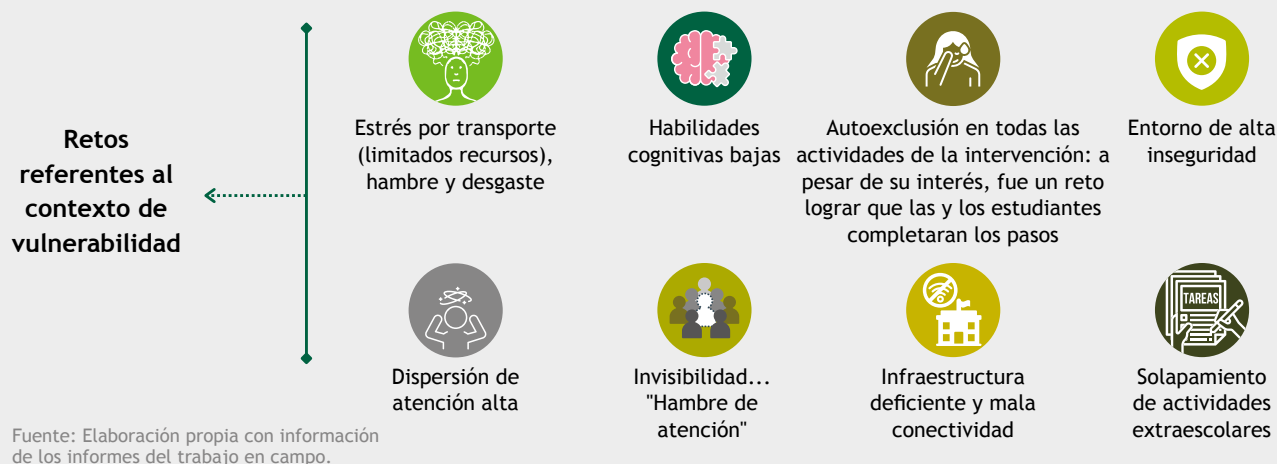 Retos
referentes al
contexto de
vulnerabilidad
Estrés por transporte
(limitados recursos),
hambre y desgaste
Habilidades
cognitivas bajas
Autoexclusión en todas las
actividades de la intervención: a
pesar de su interés, fue un reto
lograr que las y los estudiantes
completaran los pasos
Entorno de alta
inseguridad
Dispersión de
atención alta
Invisibilidad...
"Hambre de
atención"
Infraestructura
deficiente y mala
conectividad
TAREAS
Solapamiento
de actividades
extraescolares
Fuente: Elaboración propia con información
de los informes del trabajo en campo.